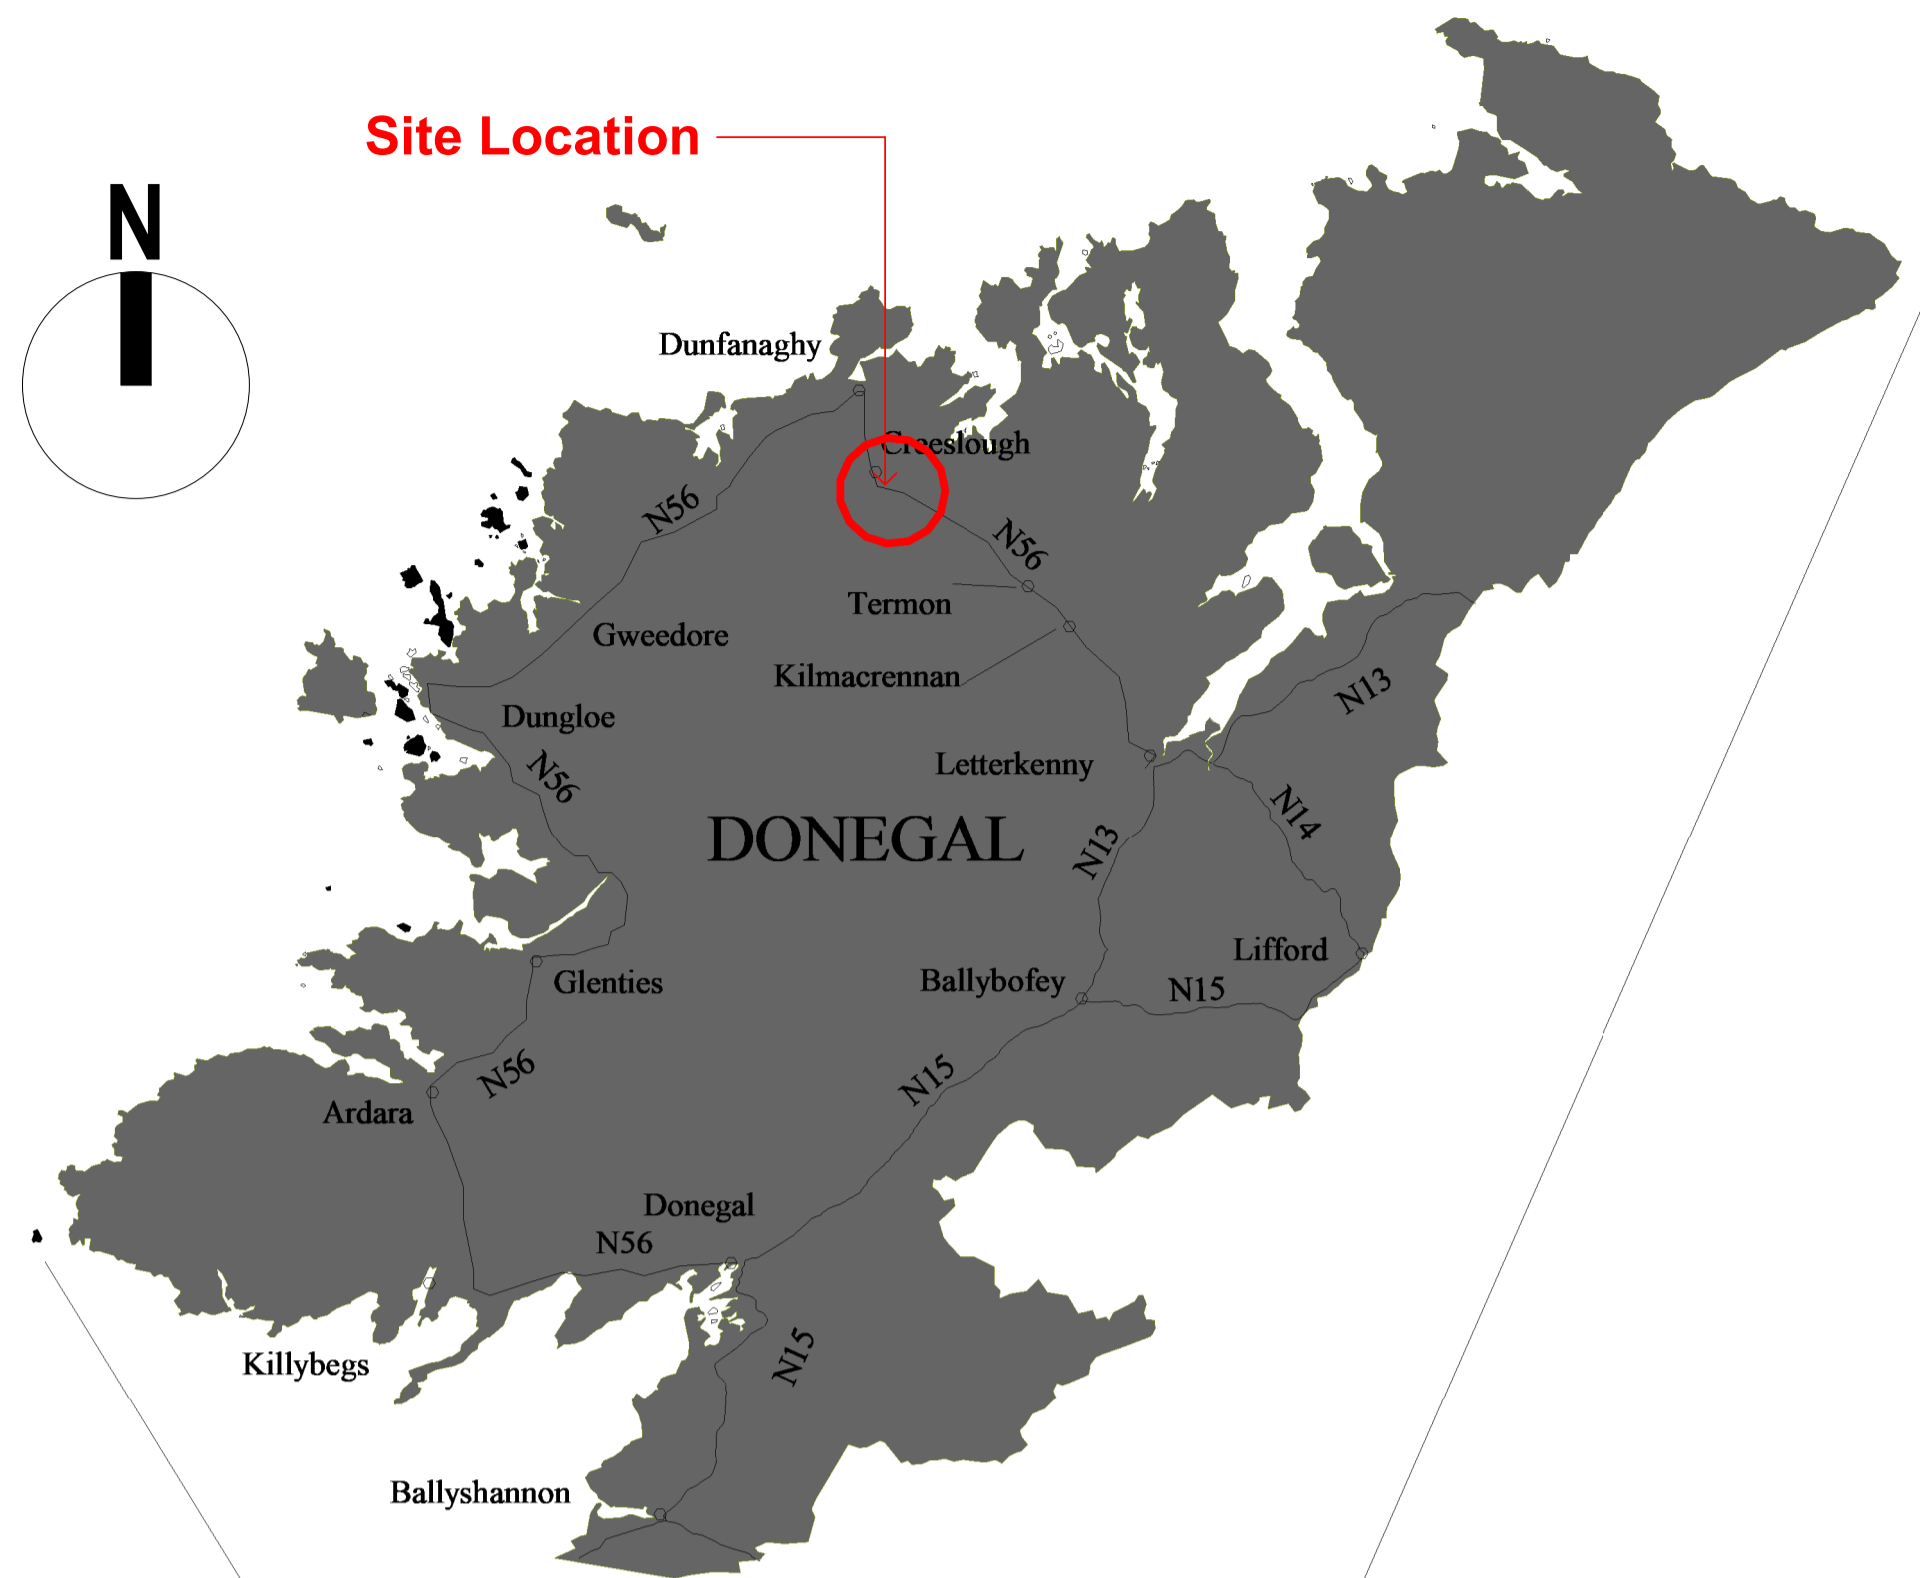 Site Location
N
Dunfanaghy
Creeslough
N56
N56
Termon
Gweedore
Kilmacrennan
N13
Dungloe
N56
Letterkenny
N14
DONEGAL
N13
Lifford
Glenties
Ballybofey
N15
N56
N15
Ardara
Donegal
N56
N15
Killybegs
Ballyshannon